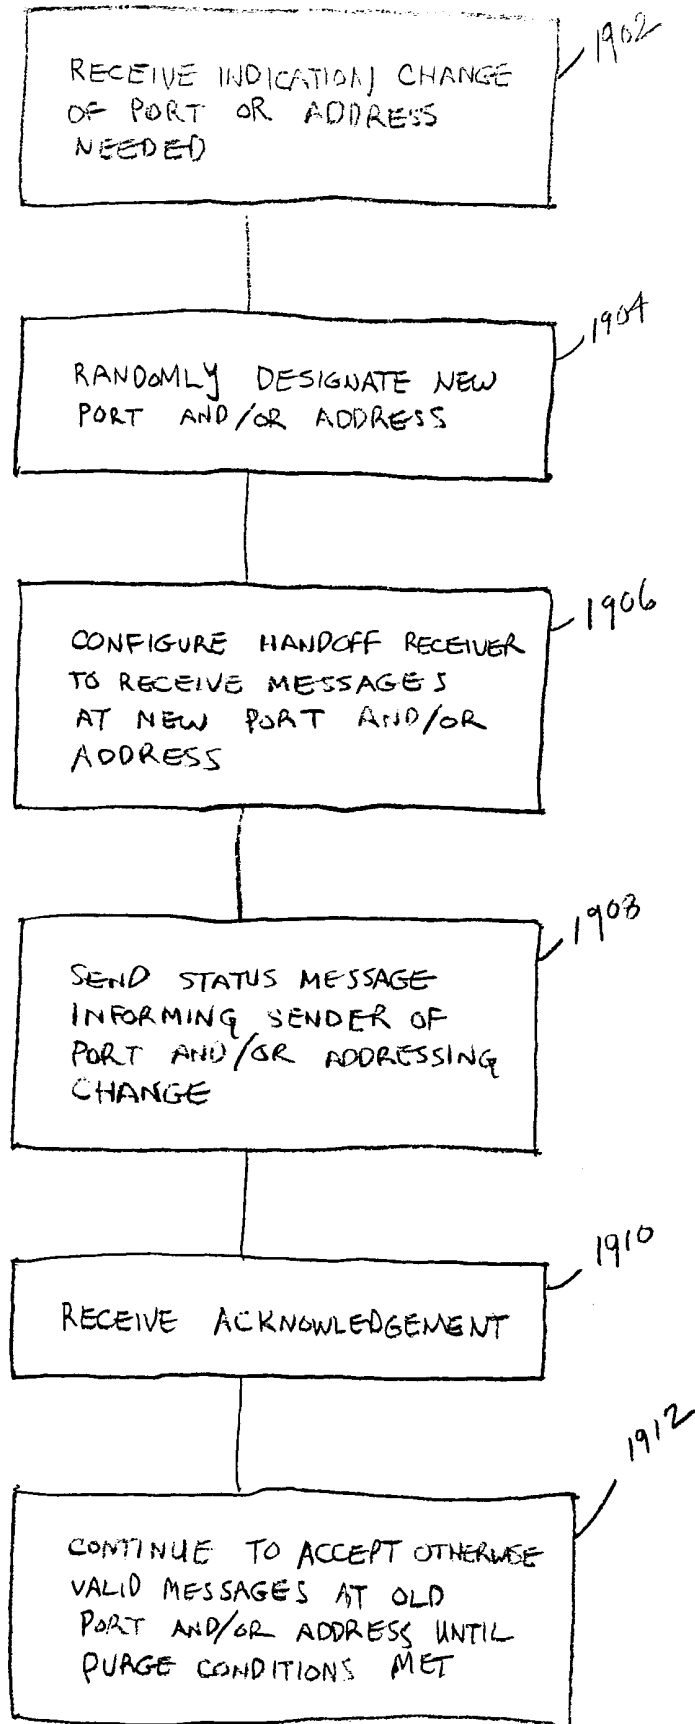 1902
RECEIVE INDICATION CHANGE
OF PORT OR ADDRESS
NEEDED
1904
RANDOMLY DESIGNATE NEW
PORT AND/OR ADDRESS
1906
CONFIGURE HANDOFF RECEIVER
TO RECEIVE MESSAGES
AT NEW PORT AND/OR
ADDRESS
1908
SEND STATUS MESSAGE
INFORMING SENDER OF
PORT AND/OR ADDRESSING
CHANGE
1910
RECEIVE ACKNOWLEDGEMENT
1912
CONTINUE TO ACCEPT OTHERWISE
VALID MESSAGES AT OLD
PORT AND/OR ADDRESS UNTIL
PURGE CONDITIONS MET